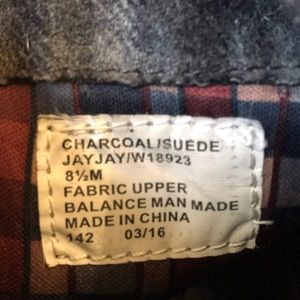 CHARCOAL/SUEDE
JAYJAY/W18923
8½M
FABRIC UPPER
BALANCE MAN MADE
MADE IN CHINA
142 03/16